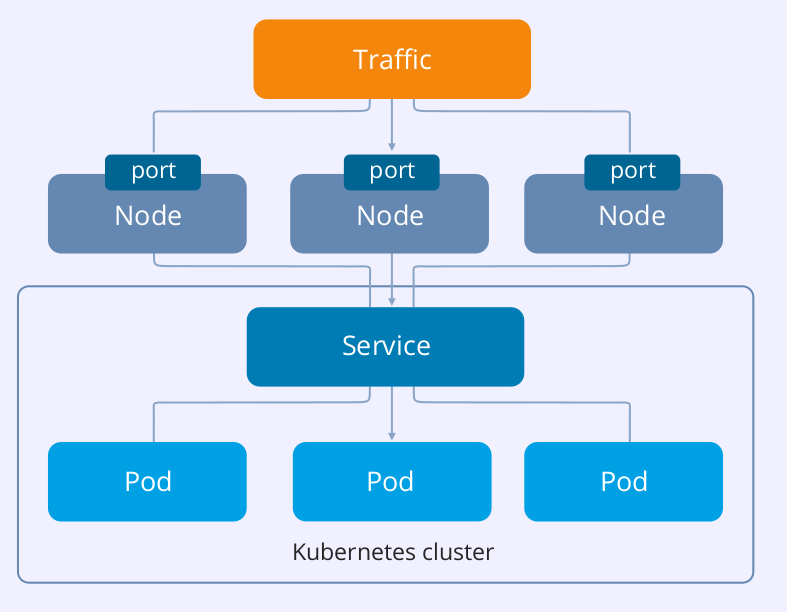 Traffic
port
port
port
Node
Node
Node
Service
Pod
Pod
Pod
Kubernetes cluster